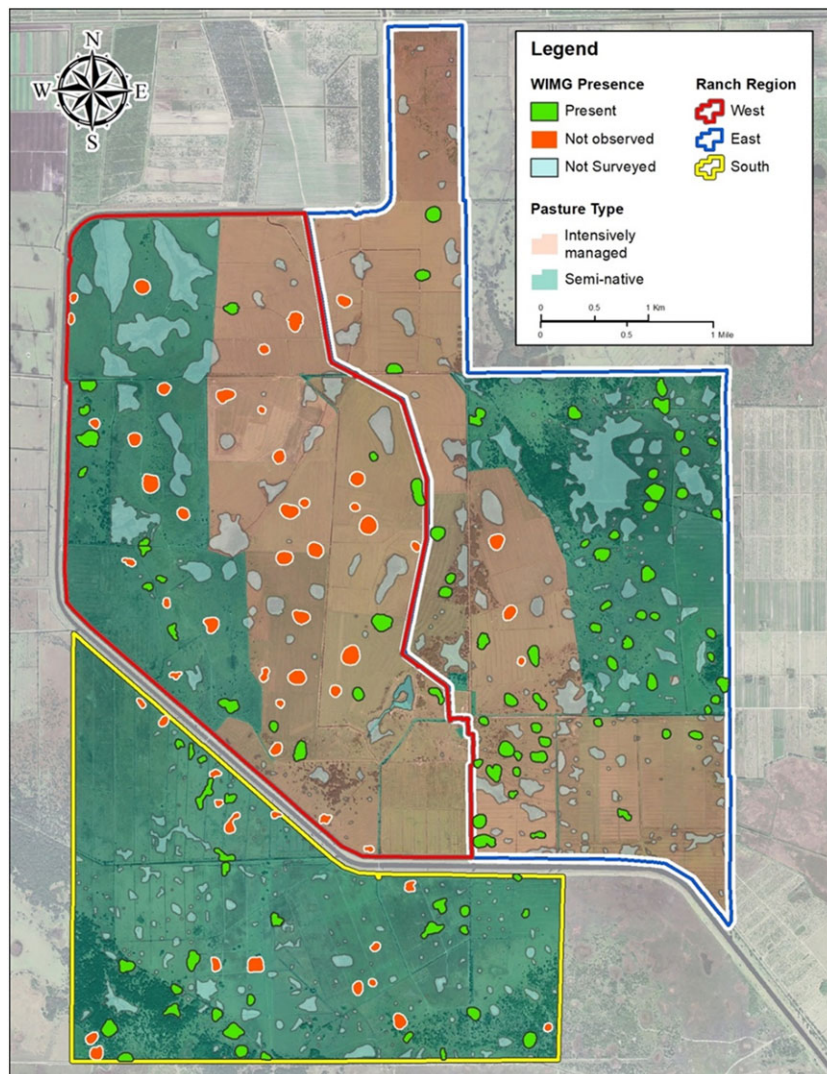 N
W E
S
Legend
WIMG Presence
Present
Not observed
Not Surveyed
Pasture Type
Intensively
managed
Semi-native
Ranch Region
West
East
South
0 0.5 1 Km
0 0.5 1 Mile